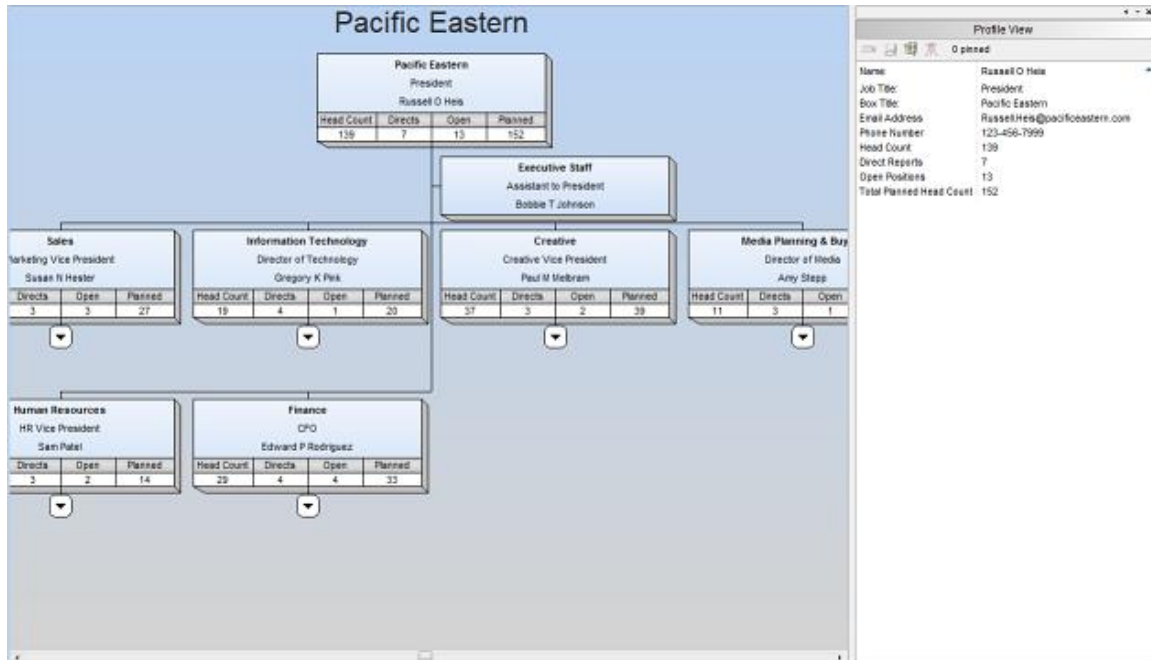 Pacific Eastern
Pacific Eastern
President
Russell O Heis
Head Count Directs Open Planned
139 7 13 152
Executive Staff
Assistant to President
Bobbie T Johnson
Sales
Marketing Vice President
Susan N Hester
Directs Open Planned
3 3 27
Information Technology
Director of Technology
Gregory K Pink
Head Count Directs Open Planned
19 4 1 20
Creative
Creative Vice President
Paul M Melbram
Head Count Directs Open Planned
37 3 2 39
Media Planning & Buy
Director of Media
Amy Stepp
Head Count Directs Open
11 3 1
Human Resources
HR Vice President
Sam Patel
Directs Open Planned
3 2 14
Finance
CFO
Edward P Rodriguez
Head Count Directs Open Planned
29 4 4 33
Profile View
0 pinned
Name Russell O Heis
Job Title: President
Box Title: Pacific Eastern
Email Address Russell.Heis@pacificeastern.com
Phone Number 123-456-7999
Head Count 139
Direct Reports 7
Open Positions 13
Total Planned Head Count 152